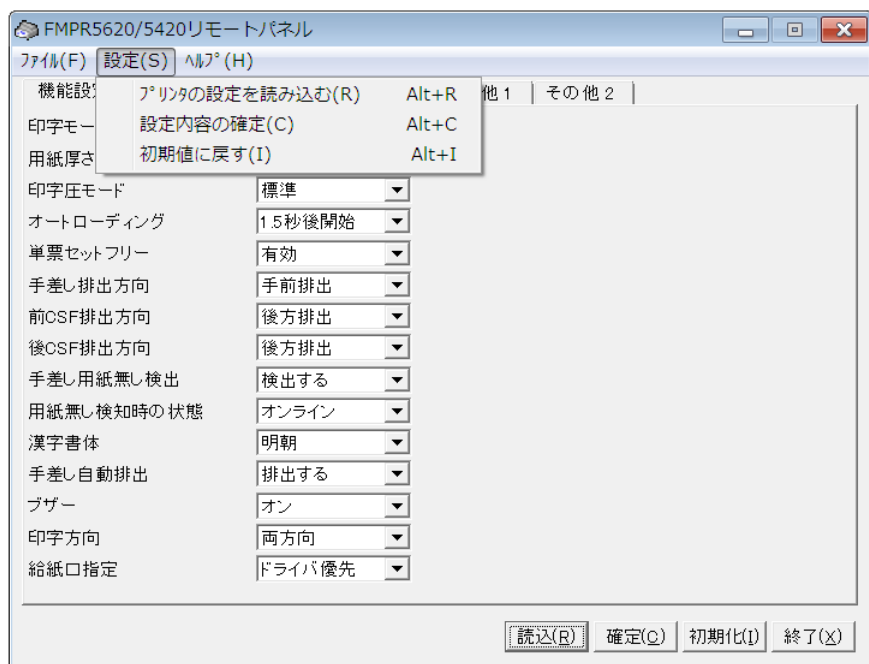 FMPR5620/5420リモートパネル
ﾌｧｲﾙ(F) 設定(S) ﾍﾙﾌﾟ(H)
ﾌﾟﾘﾝﾀの設定を読み込む(R) Alt+R
設定内容の確定(C) Alt+C
初期値に戻す(I) Alt+I
機能設 他1 その他2
印字モー
用紙厚さ
印字圧モード 標準
オートローディング 1.5秒後開始
単票セットフリー 有効
手差し排出方向 手前排出
前CSF排出方向 後方排出
後CSF排出方向 後方排出
手差し用紙無し検出 検出する
用紙無し検知時の状態 オンライン
漢字書体 明朝
手差し自動排出 排出する
ブザー オン
印字方向 両方向
給紙口指定 ドライバ優先
読込(R) 確定(C) 初期化(I) 終了(X)